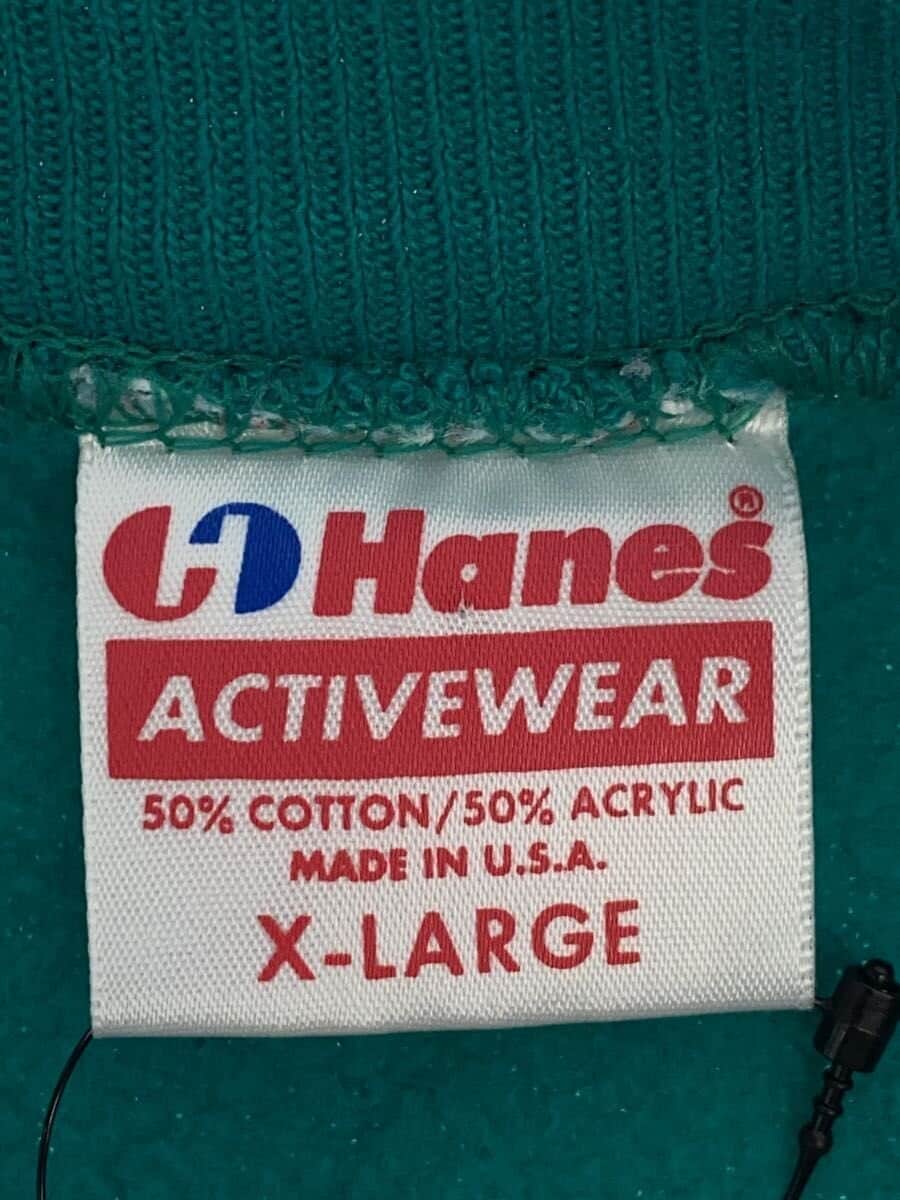 Hanes®
ACTIVEWEAR
50% COTTON/50% ACRYLIC
MADE IN U.S.A.
X-LARGE